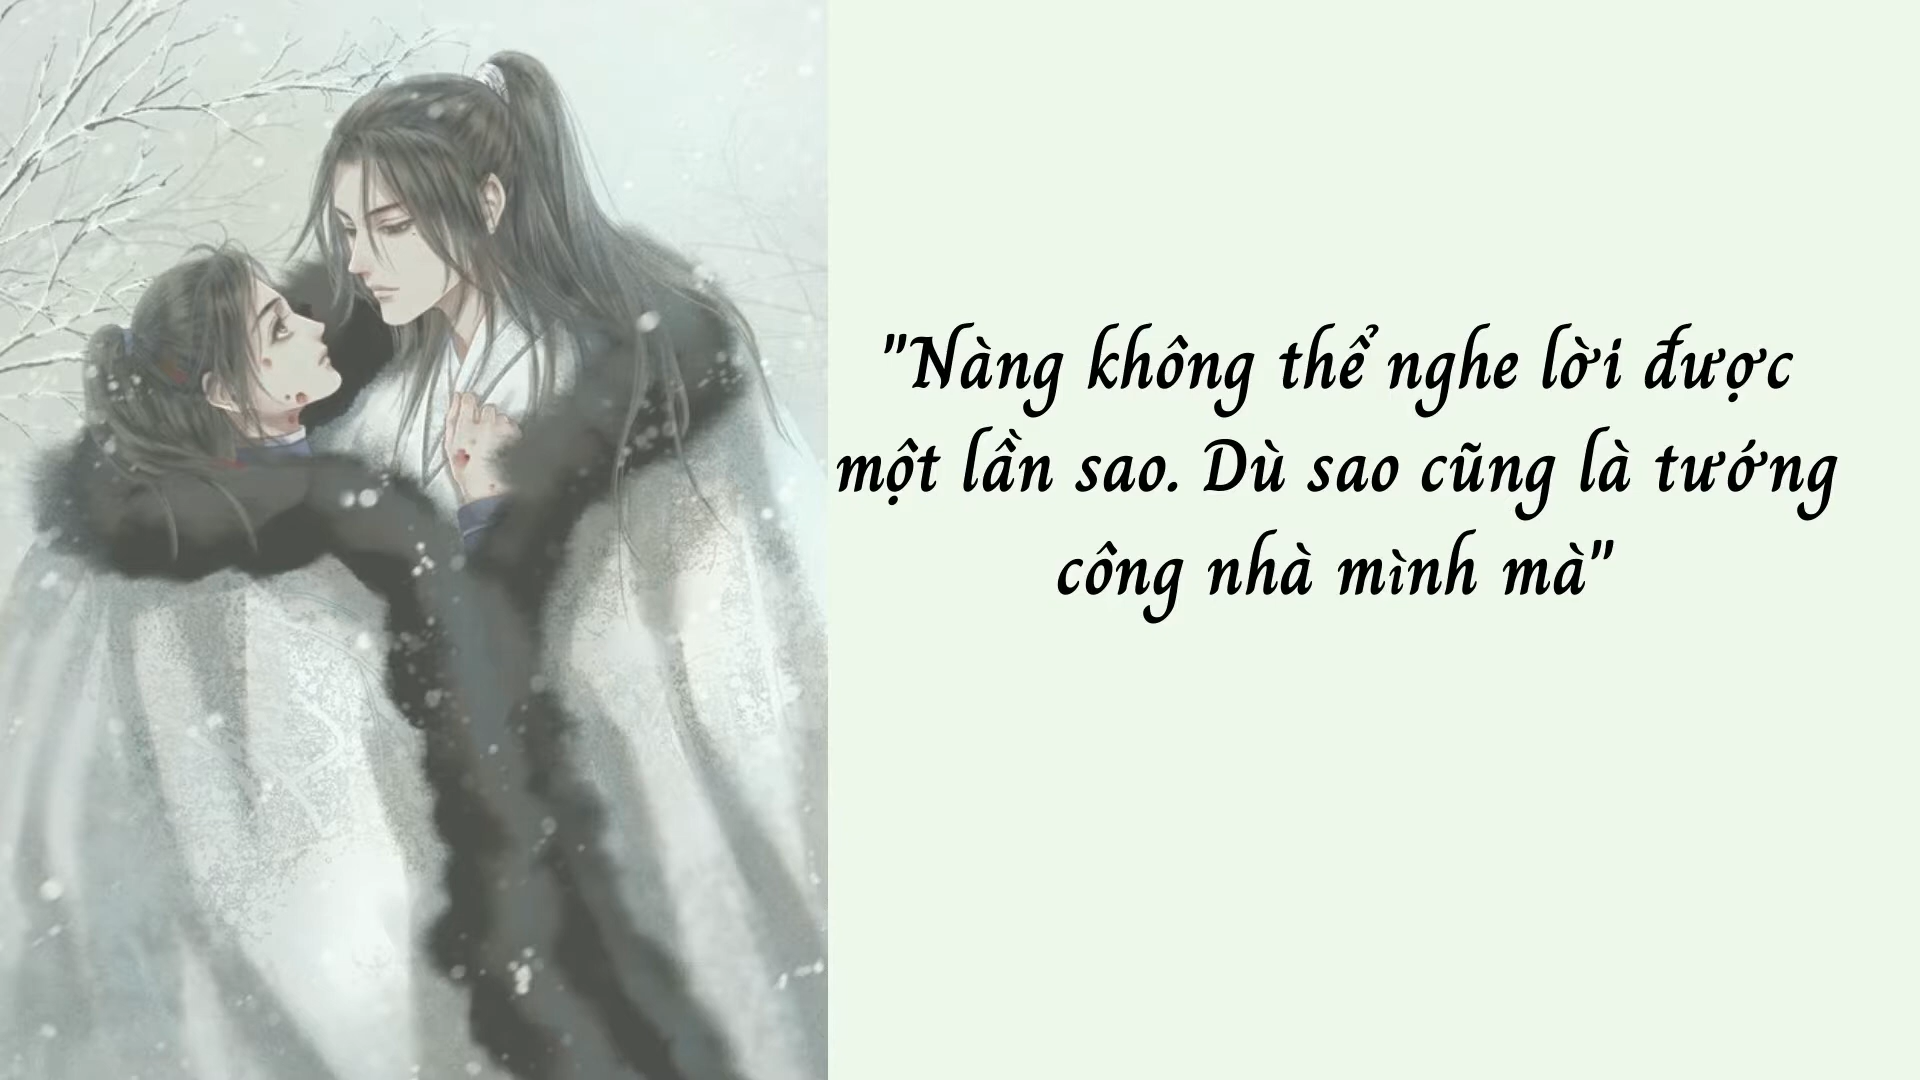 "Nàng không thể nghe lời được
một lần sao. Dù sao cũng là tướng
công nhà mình mà"